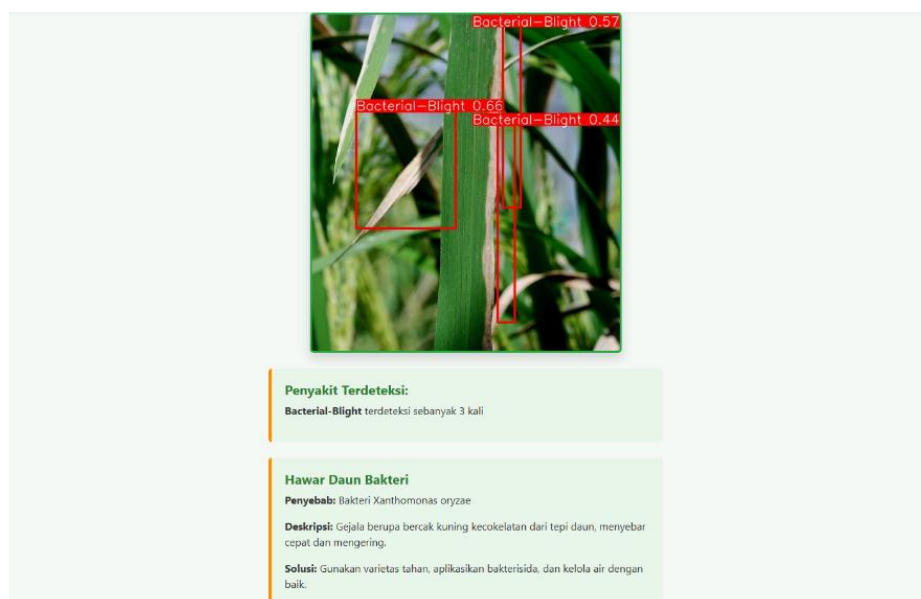 Bacterial-Blight 0.57
Bacterial-Blight 0.66
Bacterial-Blight 0.44
Penyakit Terdeteksi:
Bacterial-Blight terdeteksi sebanyak 3 kali
Hawar Daun Bakteri
Penyebab: Bakteri Xanthomonas oryzae
Deskripsi: Gejala berupa bercak kuning kecokelatan dari tepi daun, menyebar
cepat dan mengering.
Solusi: Gunakan varietas tahan, aplikasikan bakterisida, dan kelola air dengan
baik.